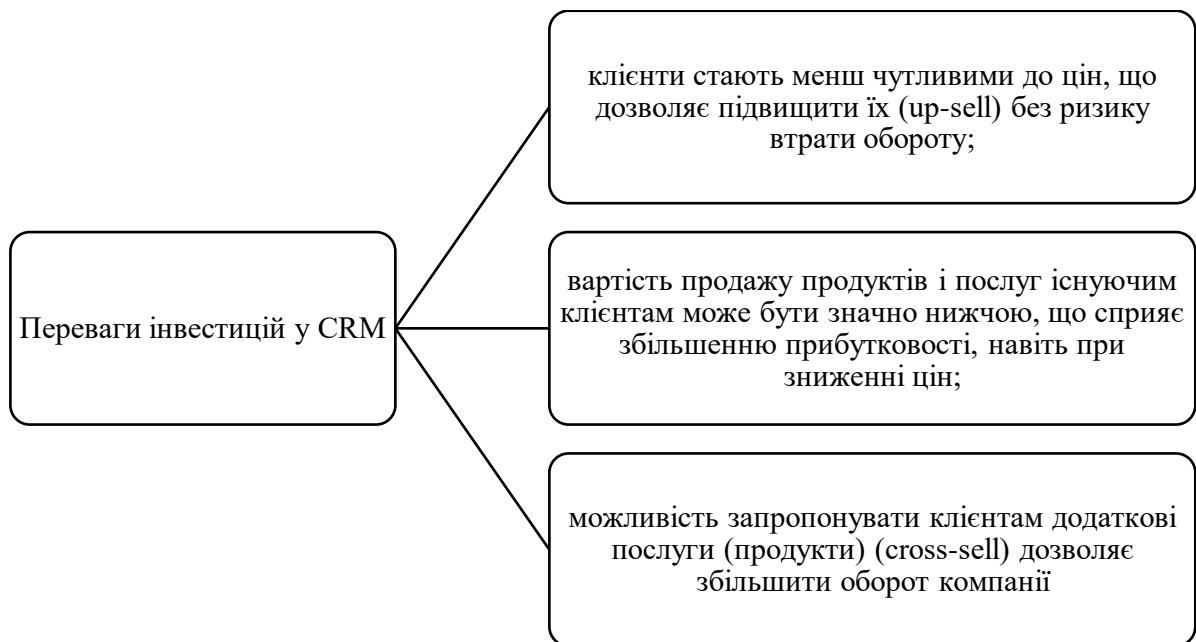 клієнти стають менш чутливими до цін, що
дозволяє підвищити їх (up-sell) без ризику
втрати обороту;
Переваги інвестицій у CRM
вартість продажу продуктів і послуг існуючим
клієнтам може бути значно нижчою, що сприяє
збільшенню прибутковості, навіть при
зниженні цін;
можливість запропонувати клієнтам додаткові
послуги (продукти) (cross-sell) дозволяє
збільшити оборот компанії